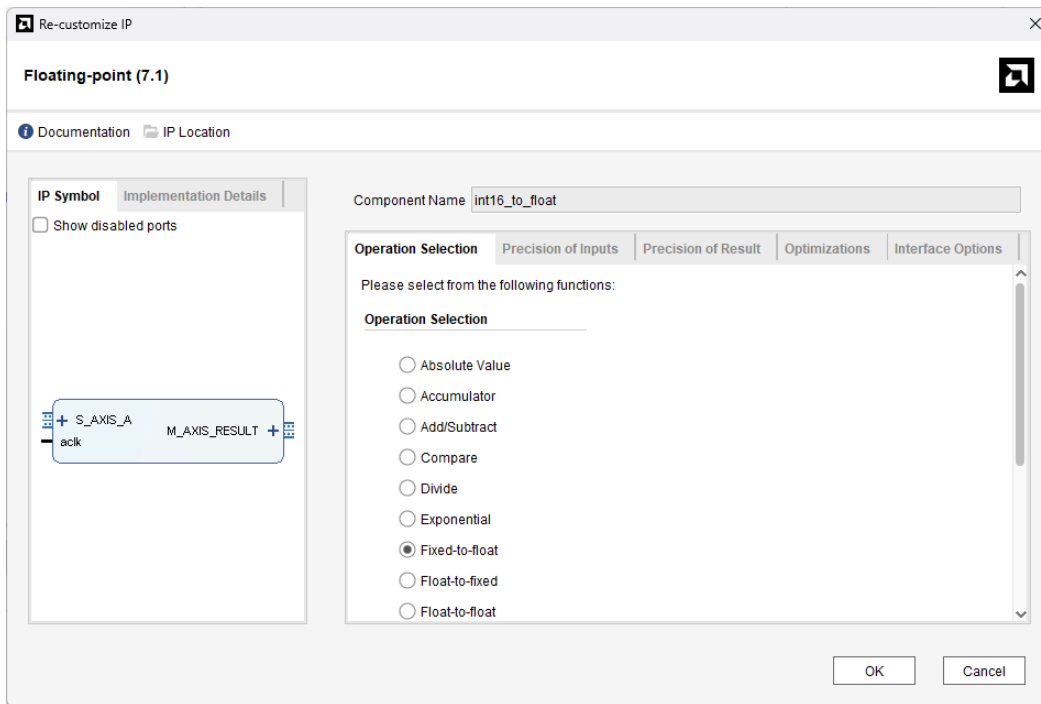 Re-customize IP
Floating-point (7.1)
Documentation IP Location
IP Symbol Implementation Details
Show disabled ports
S_AXIS_A
aclk
M_AXIS_RESULT
Component Name int16_to_float
Operation Selection Precision of Inputs Precision of Result Optimizations Interface Options
Please select from the following functions:
Operation Selection
Absolute Value
Accumulator
Add/Subtract
Compare
Divide
Exponential
Fixed-to-float
Float-to-fixed
Float-to-float
OK Cancel